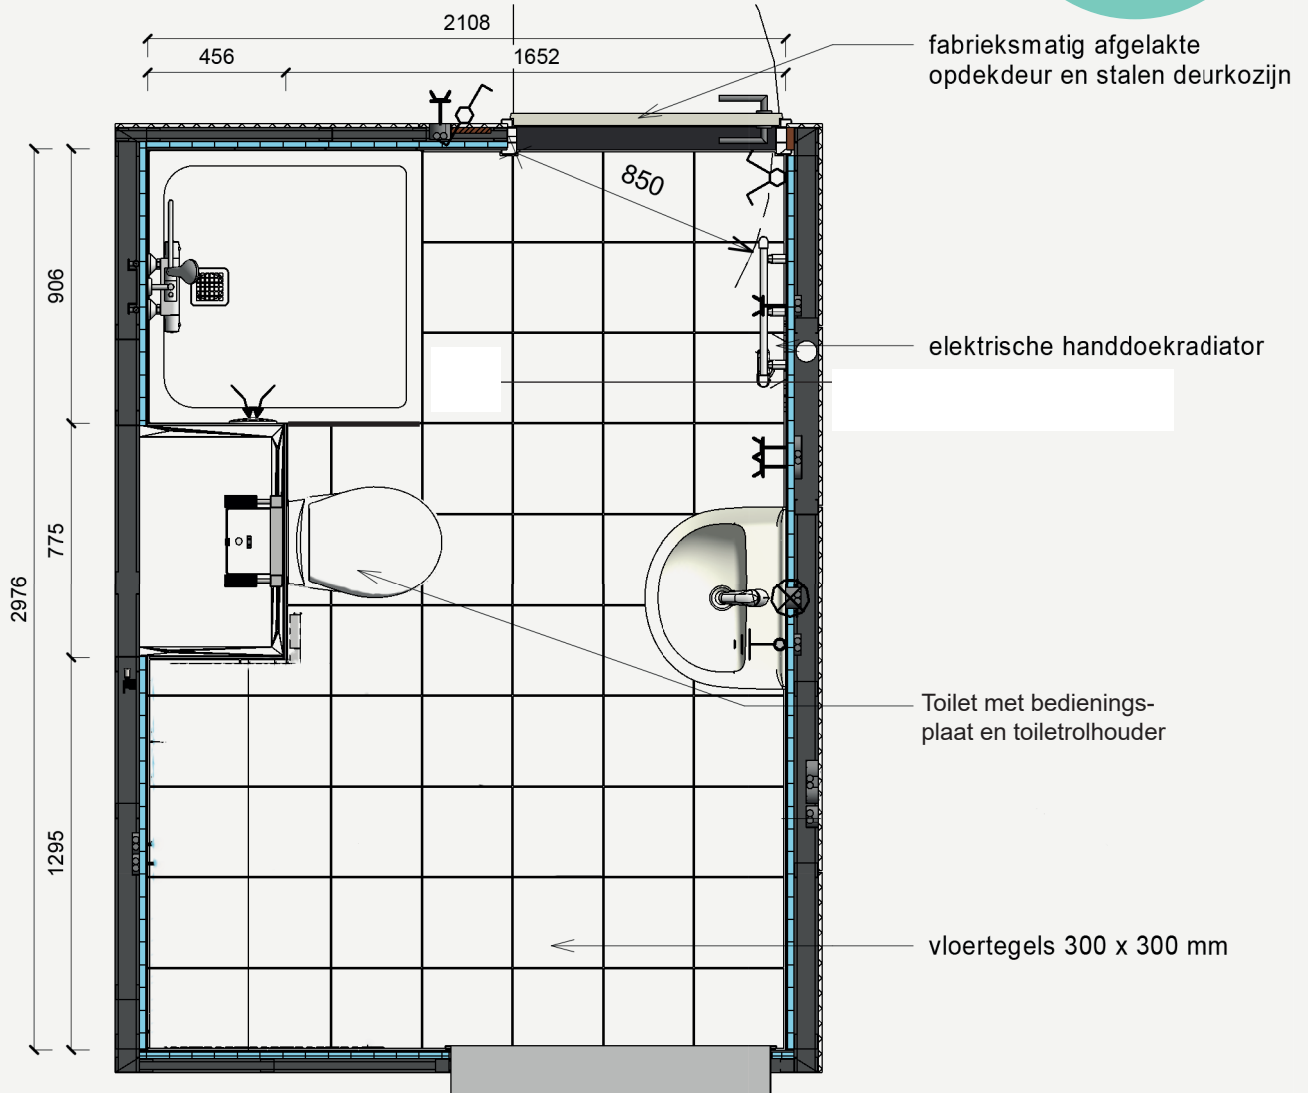 2108
456
1652
fabrieksmatig afgelakte
opdekdeur en stalen deurkozijn
850
906
elektrische handdoekradiator
775
2976
Toilet met bedienings-
plaat en toiletrolhouder
1295
vloertegels 300 x 300 mm